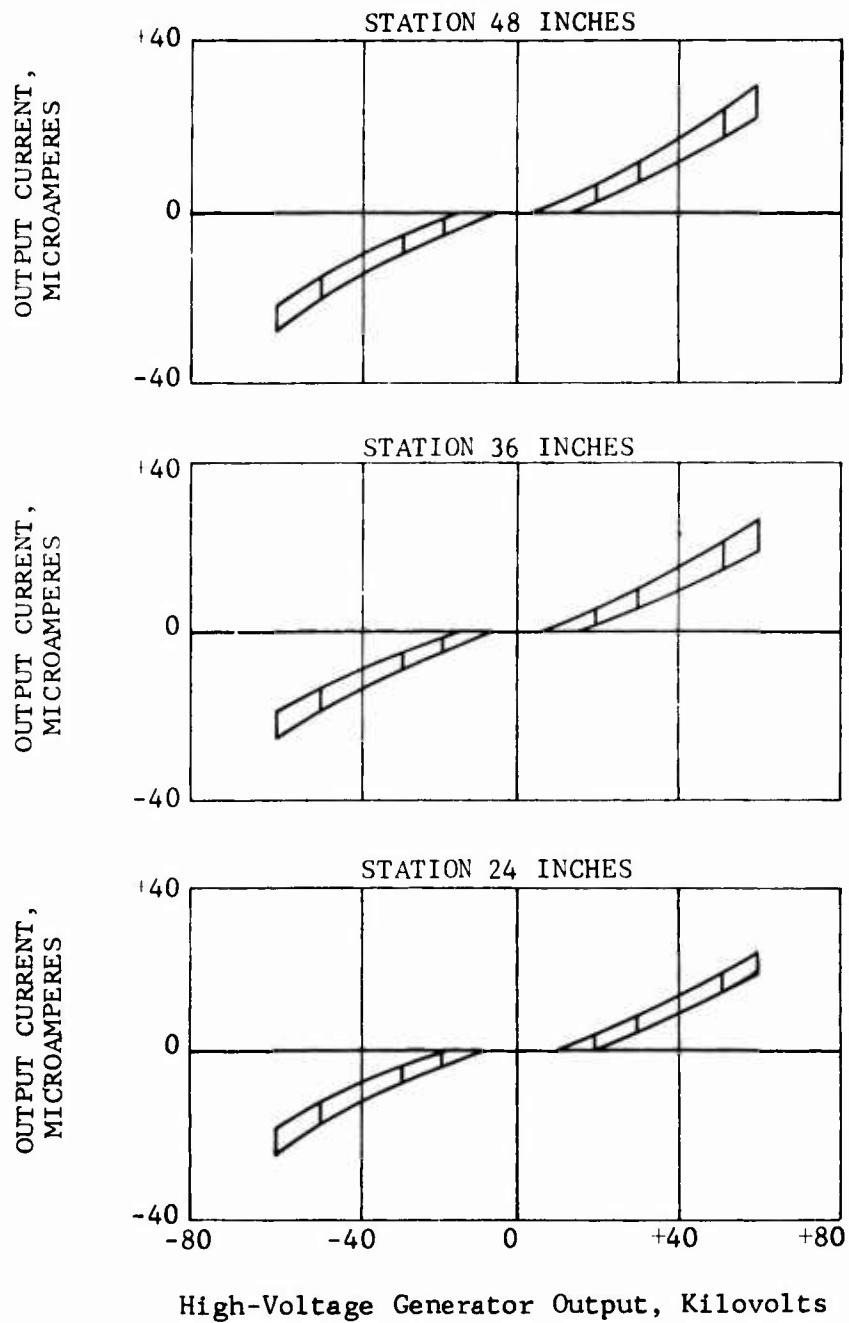 STATION 48 INCHES
+40
0
-40
OUTPUT CURRENT,
MICROAMPERES
STATION 36 INCHES
+40
0
-40
OUTPUT CURRENT,
MICROAMPERES
STATION 24 INCHES
+40
0
-40
OUTPUT CURRENT,
MICROAMPERES
-80 -40 0 +40 +80
High-Voltage Generator Output, Kilovolts